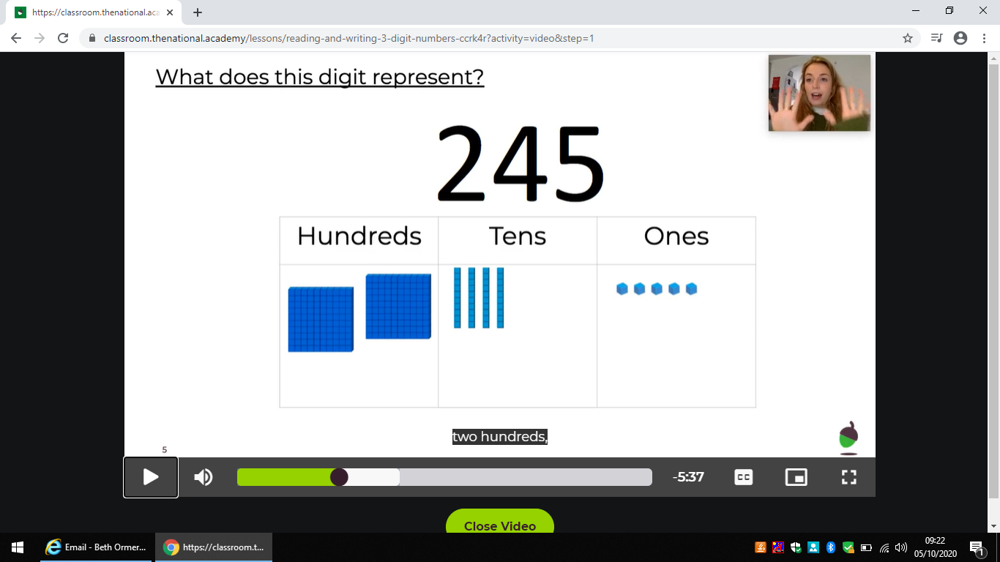 https://classroom.thenational.aca
classroom.thenational.academy/lessons/reading-and-writing-3-digit-numbers-ccrk4r?activity=video&step=1
What does this digit represent?
245
Hundreds Tens Ones
two hundreds,
5
-5:37 CC
Close Video
Email - Beth Ormer... https://classroom.t... 09:22
05/10/2020 1